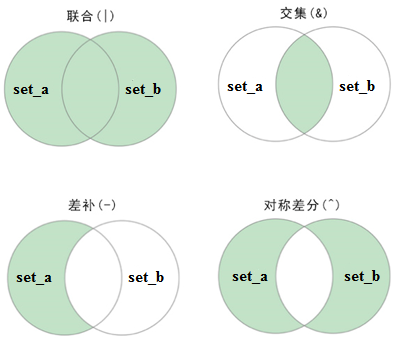 联合(|)
交集(&)
set_a set_b
set_a set_b
差补(-)
对称差分(^)
set_a set_b
set_a set_b